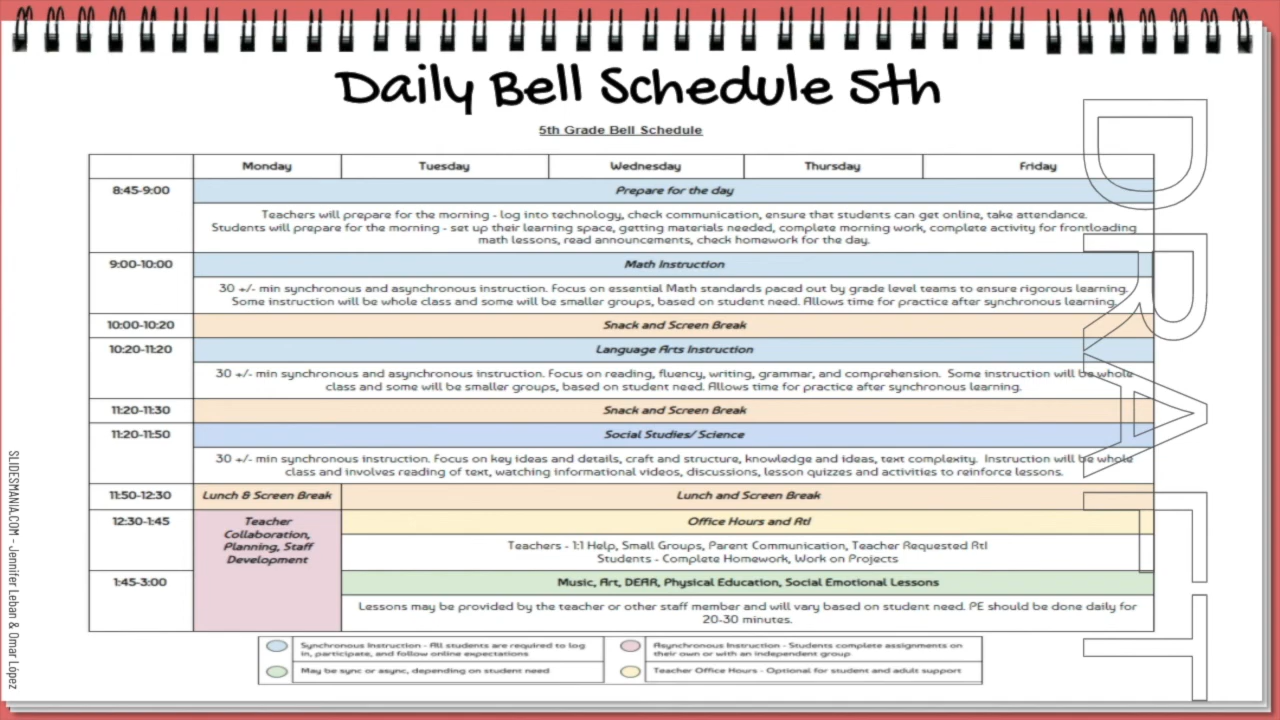 Daily Bell Schedule 5th
5th Grade Bell Schedule
Monday Tuesday Wednesday Thursday Friday
8:45-9:00 Prepare for the day
Teachers will prepare for the morning - log into technology, check communication, ensure that students can get online, take attendance.
Students will prepare for the morning - set up their learning space, getting materials needed, complete morning work, complete activity for frontloading
math lessons, read announcements, check homework for the day.
9:00-10:00 Math Instruction
30 +/- min synchronous and asynchronous instruction. Focus on essential Math standards paced out by grade level teams to ensure rigorous learning.
Some instruction will be whole class and some will be smaller groups, based on student need. Allows time for practice after synchronous learning.
10:00-10:20 Snack and Screen Break
10:20-11:20 Language Arts Instruction
30 +/- min synchronous and asynchronous instruction. Focus on reading, fluency, writing, grammar, and comprehension. Some instruction will be whole
class and some will be smaller groups, based on student need. Allows time for practice after synchronous learning.
11:20-11:30 Snack and Screen Break
11:20-11:50 Social Studies/ Science
30 +/- min synchronous instruction. Focus on key ideas and details, craft and structure, knowledge and ideas, text complexity. Instruction will be whole
class and involves reading of text, watching informational videos, discussions, lesson quizzes and activities to reinforce lessons.
11:50-12:30 Lunch & Screen Break Lunch and Screen Break
12:30-1:45 Teacher
Collaboration,
Planning, Staff
Development
Office Hours and RtI
Teachers - 1:1 Help, Small Groups, Parent Communication, Teacher Requested RtI
Students - Complete Homework, Work on Projects
1:45-3:00 Music, Art, DEAR, Physical Education, Social Emotional Lessons
Lessons may be provided by the teacher or other staff member and will vary based on student need. PE should be done daily for
20-30 minutes.
Synchronous Instruction - All students are required to log
in, participate, and follow online expectations
Asynchronous Instruction - Students complete assignments on
their own or with an independent group
May be sync or async, depending on student need
Teacher Office Hours - Optional for student and adult support
DRAFT
SLIDESMANIA.COM - Jennifer Leban & Omar López